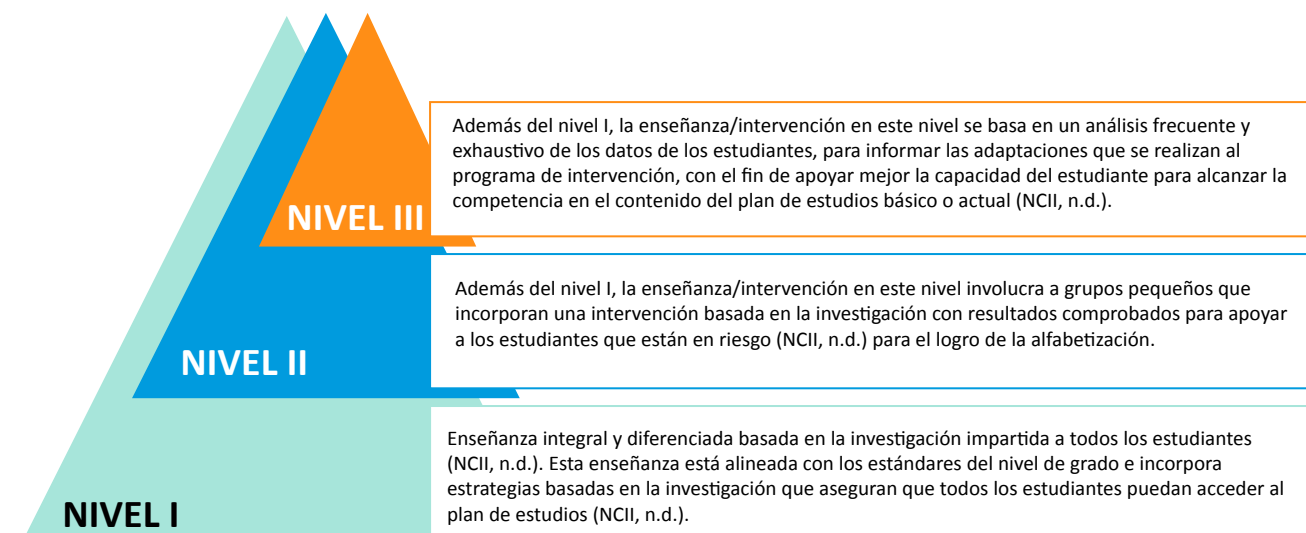 NIVEL III
Además del nivel I, la enseñanza/intervención en este nivel se basa en un análisis frecuente y
exhaustivo de los datos de los estudiantes, para informar las adaptaciones que se realizan al
programa de intervención, con el fin de apoyar mejor la capacidad del estudiante para alcanzar la
competencia en el contenido del plan de estudios básico o actual (NCII, n.d.).
NIVEL II
Además del nivel I, la enseñanza/intervención en este nivel involucra a grupos pequeños que
incorporan una intervención basada en la investigación con resultados comprobados para apoyar
a los estudiantes que están en riesgo (NCII, n.d.) para el logro de la alfabetización.
NIVEL I
Enseñanza integral y diferenciada basada en la investigación impartida a todos los estudiantes
(NCII, n.d.). Esta enseñanza está alineada con los estándares del nivel de grado e incorpora
estrategias basadas en la investigación que aseguran que todos los estudiantes puedan acceder al
plan de estudios (NCII, n.d.).